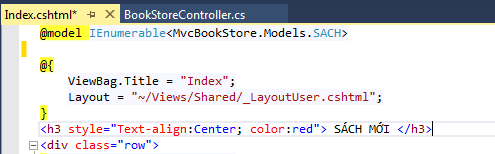 Index.cshtml* BookStoreController.cs
@model IEnumerable<MvcBookStore.Models.SACH>
@{
ViewBag.Title = "Index";
Layout = "~/Views/Shared/_LayoutUser.cshtml";
}
<h3 style="Text-align:Center; color:red"> SÁCH MỚI </h3>
<div class="row">